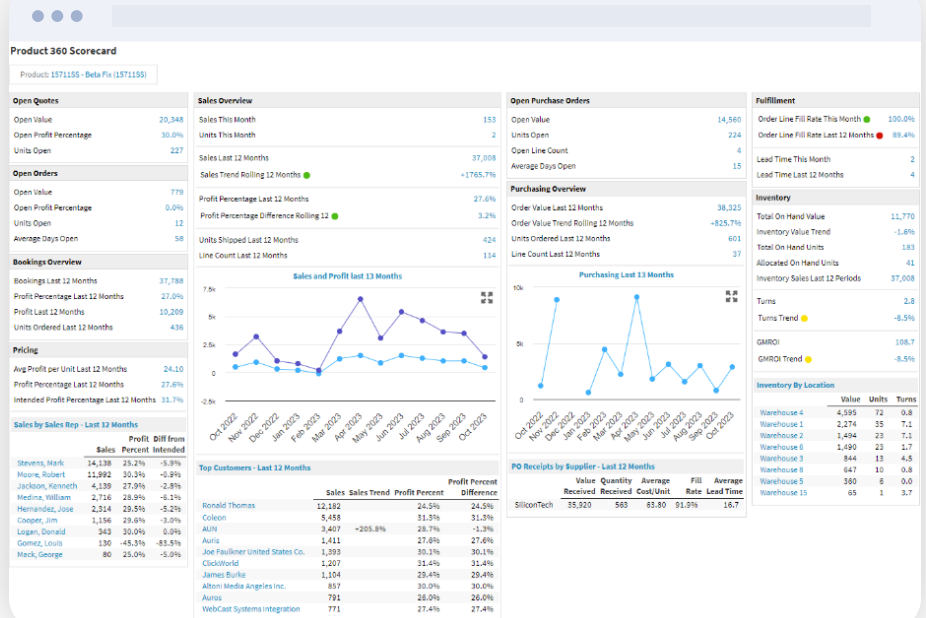 Product 360 Scorecard
Product: 15711SS - Beta Fix (15711SS)
Open Quotes
Open Value 20,348
Open Profit Percentage 30.0%
Units Open 227
Open Orders
Open Value 779
Open Profit Percentage 0.0%
Units Open 12
Average Days Open 58
Bookings Overview
Bookings Last 12 Months 37,788
Profit Percentage Last 12 Months 27.0%
Profit Last 12 Months 10,209
Units Ordered Last 12 Months 436
Pricing
Avg Profit per Unit Last 12 Months 24.10
Profit Percentage Last 12 Months 27.6%
Intended Profit Percentage Last 12 Months 31.7%
Sales by Sales Rep - Last 12 Months
Profit Diff from
Sales Percent Intended
Stevens, Mark 14,138 25.2% -5.9%
Moore, Robert 11,992 30.3% -0.9%
Jackson, Kenneth 4,139 27.9% -2.8%
Medina, William 2,716 28.9% -6.1%
Hernandez, Jose 2,314 29.5% -5.2%
Cooper, Jim 1,156 29.6% -3.0%
Logan, Donald 343 30.0% 0.0%
Gomez, Louis 130 -45.3% -83.5%
Mack, George 80 25.0% -5.0%
Sales Overview
Sales This Month 153
Units This Month 2
Sales Last 12 Months 37,008
Sales Trend Rolling 12 Months +1765.7%
Profit Percentage Last 12 Months 27.6%
Profit Percentage Difference Rolling 12 3.2%
Units Shipped Last 12 Months 424
Line Count Last 12 Months 114
Sales and Profit last 13 Months
7.5k
5k
2.5k
0
-2.5k
Oct 2022 Nov 2022 Dec 2022 Jan 2023 Feb 2023 Mar 2023 Apr 2023 May 2023 Jun 2023 Jul 2023 Aug 2023 Sep 2023 Oct 2023
Top Customers - Last 12 Months
Profit Percent
Sales Sales Trend Profit Percent Difference
Ronald Thomas 12,182 24.5% 24.5%
Coleon 5,458 31.3% 31.3%
AUN 3,407 +205.8% 28.7% -1.3%
Auris 1,411 27.8% 27.6%
Joe Faulkner United States Co. 1,393 30.1% 30.1%
ClickWorld 1,207 31.4% 31.4%
James Burke 1,104 29.4% 29.4%
Altoni Media Angeles Inc. 857 30.0% 30.0%
Auros 791 26.0% 26.0%
WebCast Systems Integration 771 27.4% 27.4%
Open Purchase Orders
Open Value 14,560
Units Open 224
Open Line Count 4
Average Days Open 15
Purchasing Overview
Order Value Last 12 Months 38,325
Order Value Trend Rolling 12 Months +825.7%
Units Ordered Last 12 Months 601
Line Count Last 12 Months 37
Purchasing Last 13 Months
10k
5k
0
Oct 2022 Nov 2022 Dec 2022 Jan 2023 Feb 2023 Mar 2023 Apr 2023 May 2023 Jun 2023 Jul 2023 Aug 2023 Sep 2023 Oct 2023
PO Receipts by Supplier - Last 12 Months
Value Quantity Average Fill Average
Received Received Cost/Unit Rate Lead Time
SiliconTech 35,920 563 63.80 91.9% 16.7
Fulfillment
Order Line Fill Rate This Month 100.0%
Order Line Fill Rate Last 12 Months 89.4%
Lead Time This Month 2
Lead Time Last 12 Months 4
Inventory
Total On Hand Value 11,770
Inventory Value Trend -1.6%
Total On Hand Units 183
Allocated On Hand Units 41
Inventory Sales Last 12 Periods 37,008
Turns 2.8
Turns Trend -8.5%
GMROI 108.7
GMROI Trend -8.5%
Inventory By Location
Value Units Turns
Warehouse 4 4,595 72 0.8
Warehouse 1 2,274 35 7.1
Warehouse 2 1,494 23 7.1
Warehouse 6 1,490 23 1.7
Warehouse 3 844 13 4.5
Warehouse 8 647 10 0.8
Warehouse 5 360 6 0.0
Warehouse 15 65 1 3.7